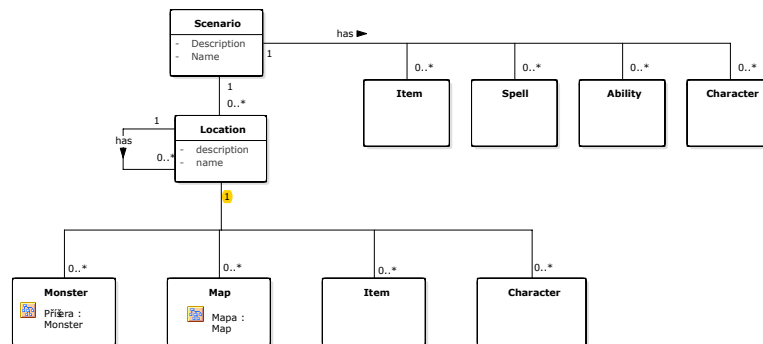 Scenario
- Description
- Name
has
1
0..*
0..*
0..*
0..*
Item
Spell
Ability
Character
1
0..*
1
has
0..*
Location
- description
- name
1
0..*
0..*
0..*
0..*
Monster
Příšera :
Monster
Map
Mapa :
Map
Item
Character